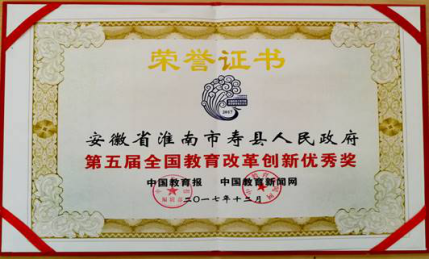 荣誉证书
2017
安徽省淮南市寿县人民政府
第五届全国教育改革创新优秀奖
中国教育报 中国教育新闻网
二〇一七年十二月